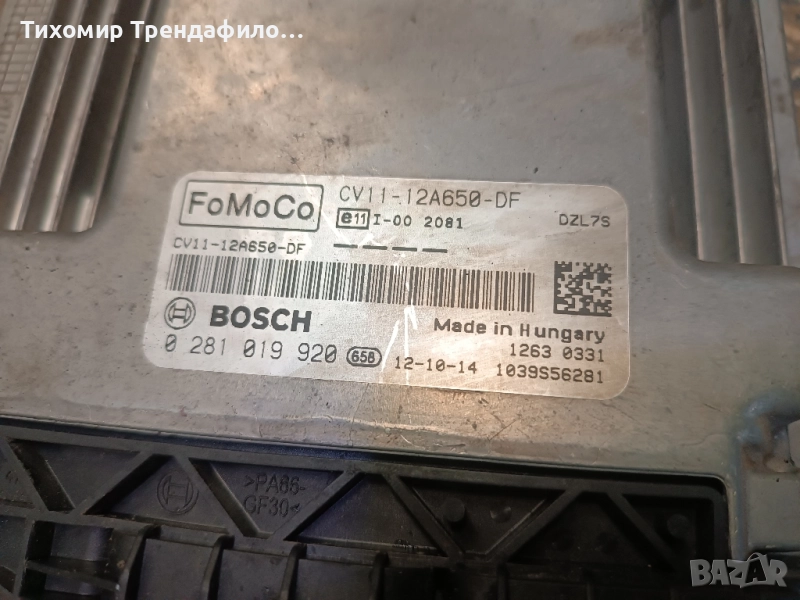 Тихомир Трендафило...
FoMoCo
CV11-12A650-DF
e11 I-00 2081
DZL7S
CV11-12A650-DF
BOSCH
Made in Hungary
0 281 019 920 656
1263 0331
12-10-14 1039S56281
>PA66-
GF30<
BAZAR